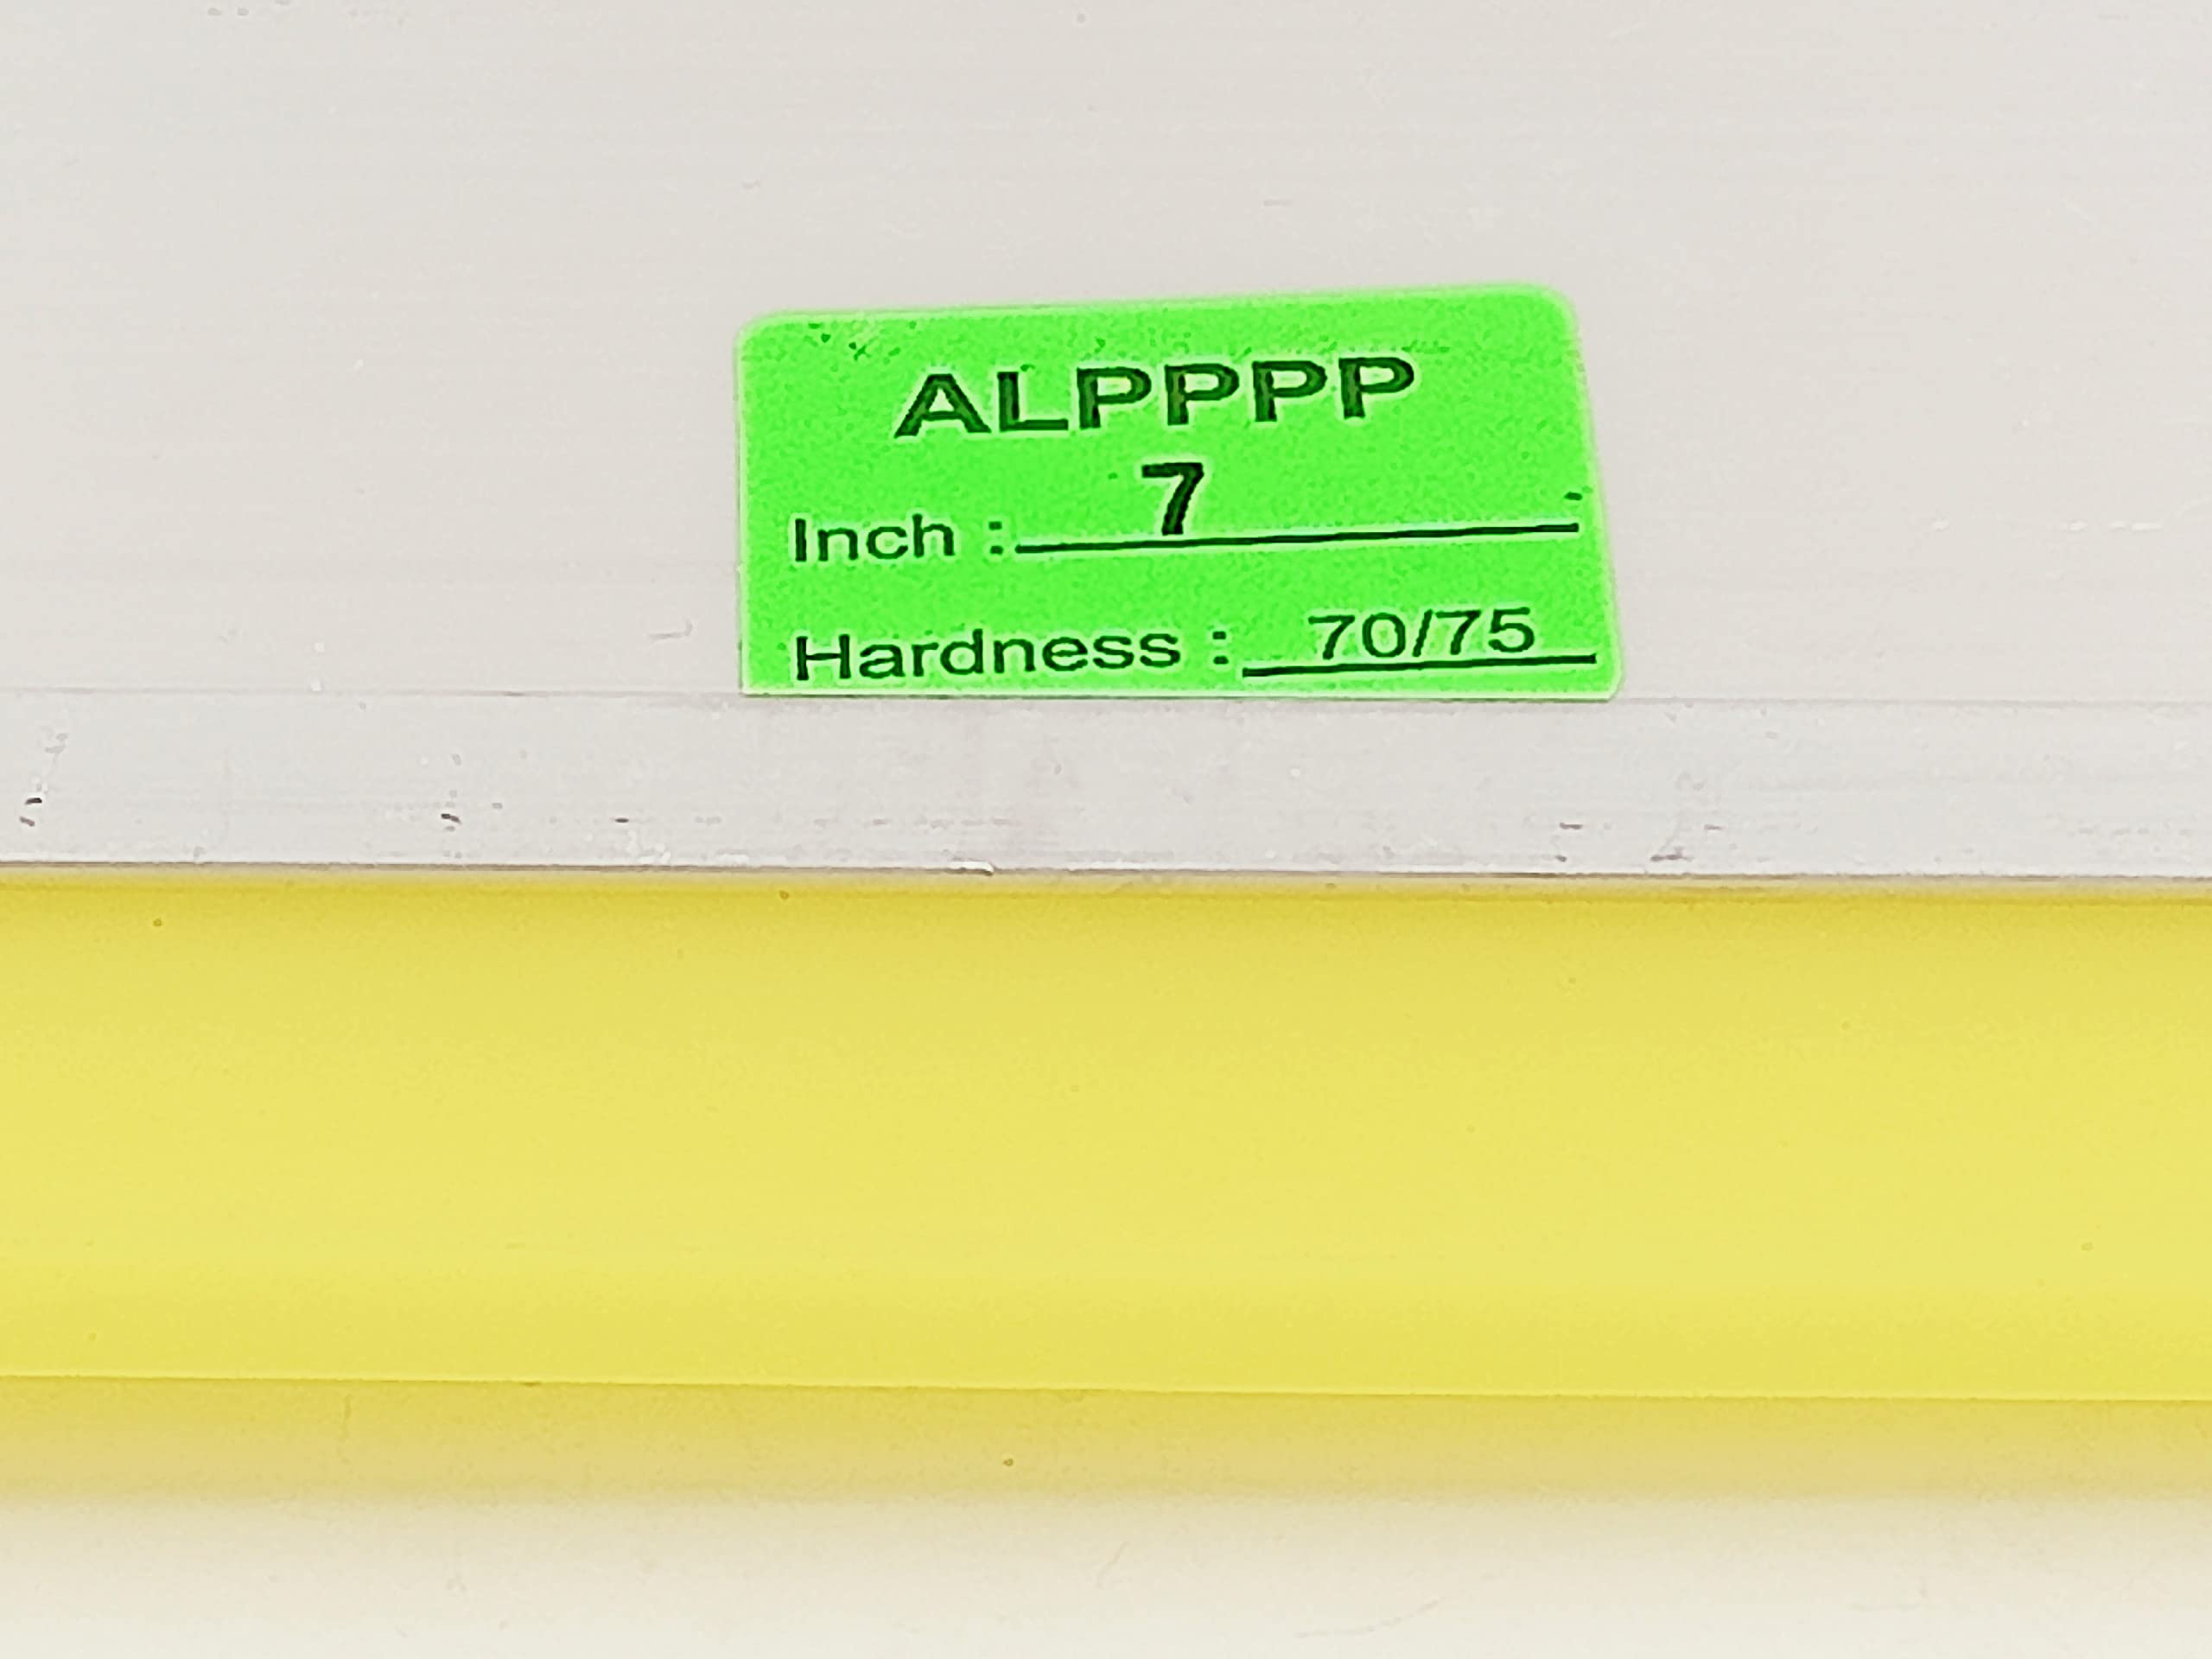 ALPPPP
7
Inch :
Hardness : 70/75